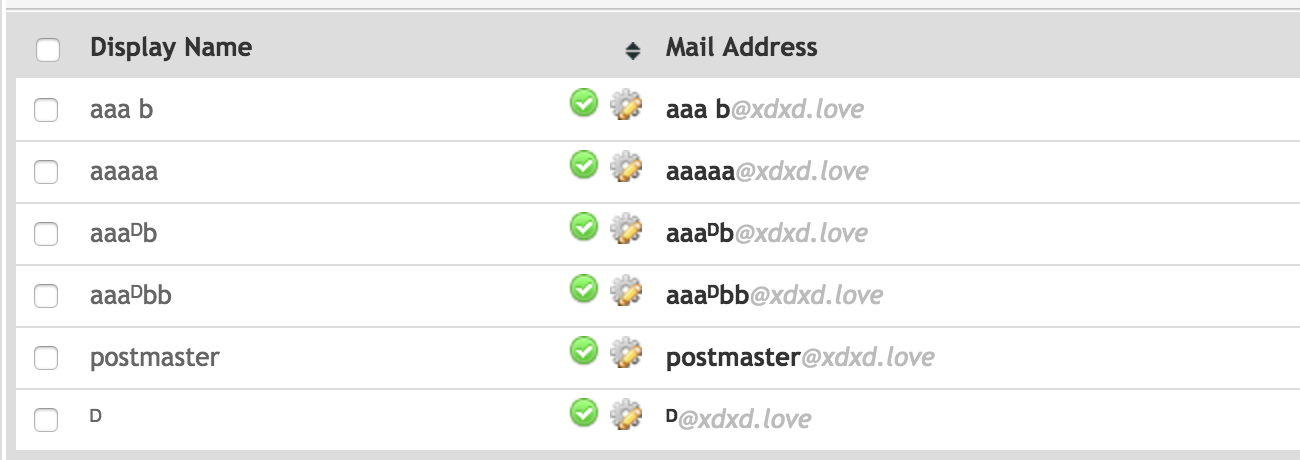 Display Name Mail Address
aaa b aaa b@xdxd.love
aaaaa aaaaa@xdxd.love
aaaᴰb aaaᴰb@xdxd.love
aaaᴰbb aaaᴰbb@xdxd.love
postmaster postmaster@xdxd.love
ᴰ ᴰ@xdxd.love